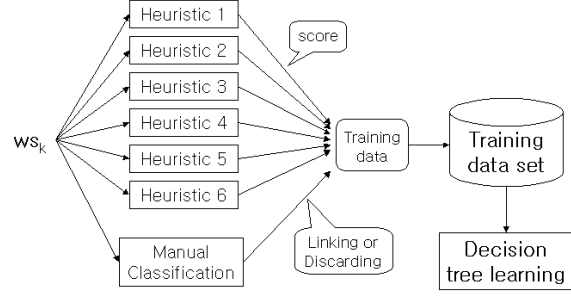 Heuristic 1
score
Heuristic 2
Heuristic 3
wsₖ
Heuristic 4
Heuristic 5
Heuristic 6
Manual
Classification
Linking or
Discarding
Training
data
Training
data set
Decision
tree learning